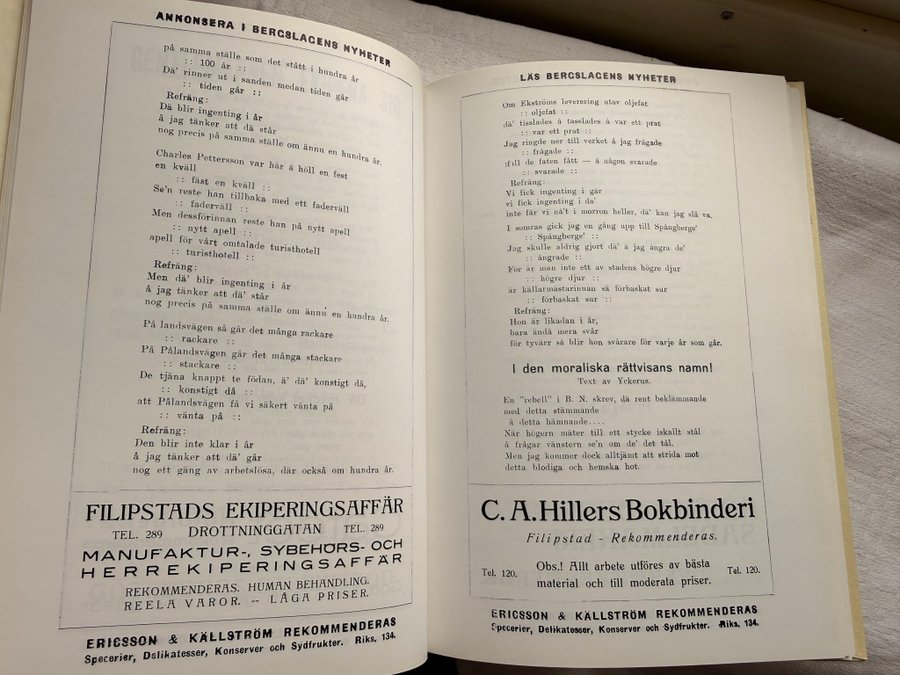 ANNONSERA I BERGSLAGENS NYHETER
på samma ställe som det stått i hundra år
:: 100 år ::
Då' rinner ut i sanden medan tiden går
:: tiden går ::
Refräng:
Då blir ingenting i år
å jag tänker att då står
nog precis på samma ställe om ännu en hundra år.
Charles Pettersson var här å höll en fest
en kväll
:: fäst en kväll ::
Se'n reste han tillbaka med ett faderväll
:: faderväll ::
Men dessförinnan reste han på nytt apell
:: nytt apell ::
apell för vårt omtalade turisthotell
:: turisthotell ::
Refräng:
Men dä' blir ingenting i år
å jag tänker att dä' står
nog precis på samma ställe om ännu en hundra år.
På landsvägen så går det många rackare
:: rackare ::
På Pålandsvägen går det många stackare
:: stackare ::
De tjäna knappt te födan, ä' dä' konstigt då,
:: konstigt då ::
att Pålandsvägen få vi säkert vänta på
:: vänta på ::
Refräng:
Den blir inte klar i år
å jag tänker att dä' går
nog ett gäng av arbetslösa, där också om hundra år.
FILIPSTADS EKIPERINGSAFFÄR
TEL. 289 DROTTNINGGATAN TEL. 289
MANUFAKTUR-, SYBEHÖRS- OCH
HERREKIPERINGSAFFÄR
REKOMMENDERAS. HUMAN BEHANDLING.
REELA VAROR. -- LÅGA PRISER.
ERICSSON & KÄLLSTRÖM REKOMMENDERAS
Specerier, Delikatesser, Konserver och Sydfrukter. Riks. 134.
LÄS BERGSLAGENS NYHETER
Om Ekströms leverering utav oljefat
:: oljefat ::
dä' tisslades å tasslades å var ett prat
:: var ett prat ::
Jag ringde ner till verket å jag frågade
:: frågade ::
:fill de faten fått — å någon svarade
:: svarade ::
Refräng:
Vi fick ingenting i går
vi fick ingenting i da'
inte får vi nå't i morron heller, dä' kan jag slå va.
I somras gick jag en gång upp till Spångberge'
:: Spångberge' ::
Jag skulle aldrig gjort dä' å jag ångra de'
:: ångrade ::
För är man inte ett av stadens högre djur
:: högre djur ::
är källarmästarinnan så förbaskat sur
:: förbaskat sur ::
Refräng:
Hon är likadan i år,
bara ändå mera svår
för tyvärr så blir hon svårare för varje år som går.
I den moraliska rättvisans namn!
Text av Yckerus.
En "rebell" i B. N. skrev, då rent beklämmande
med detta stämmande
å detta hämnande....
När högern mäter till ett stycke iskallt stål
å frågar vänstern se'n om de' det tål.
Men jag kommer dock alltjämt att strida mot
detta blodiga och hemska hot.
C. A. Hillers Bokbinderi
Filipstad - Rekommenderas.
Tel. 120. Obs.! Allt arbete utföres av bästa Tel. 120.
material och till moderata priser.
ERICSSON & KÄLLSTRÖM REKOMMENDERAS
Specerier, Delikatesser, Konserver och Sydfrukter. Riks. 134.